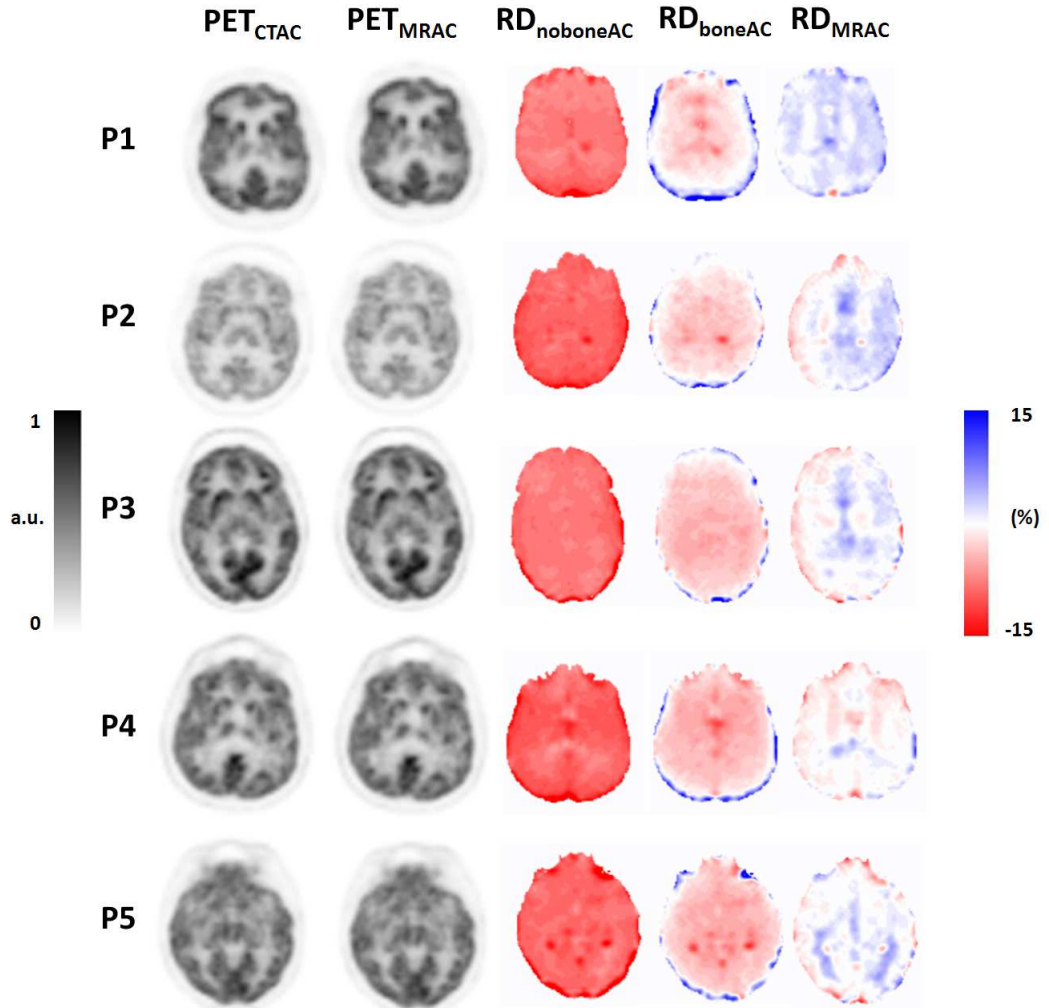 PET_CTAC PET_MRAC RD_noboneAC RD_boneAC RD_MRAC
P1
P2
1 15
P3
a.u. (%)
0 -15
P4
P5